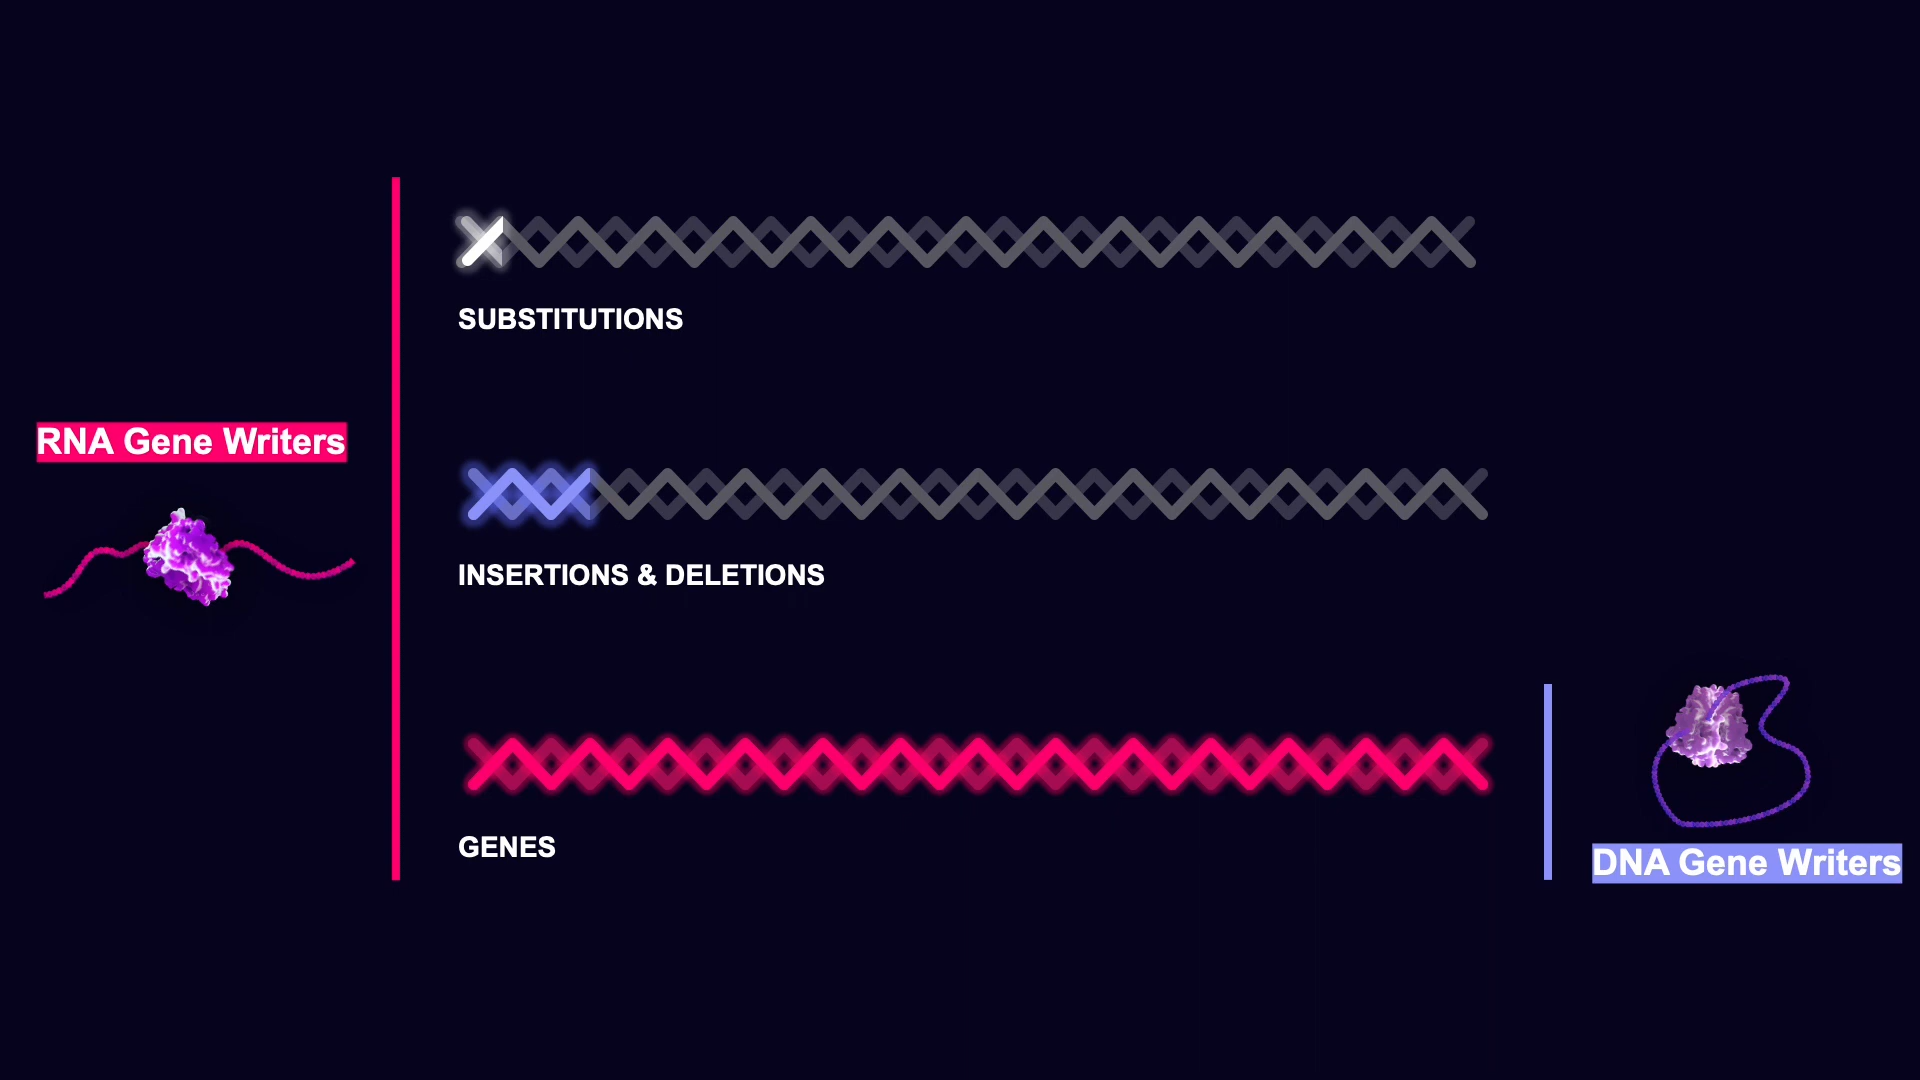 SUBSTITUTIONS
RNA Gene Writers
INSERTIONS & DELETIONS
GENES
DNA Gene Writers